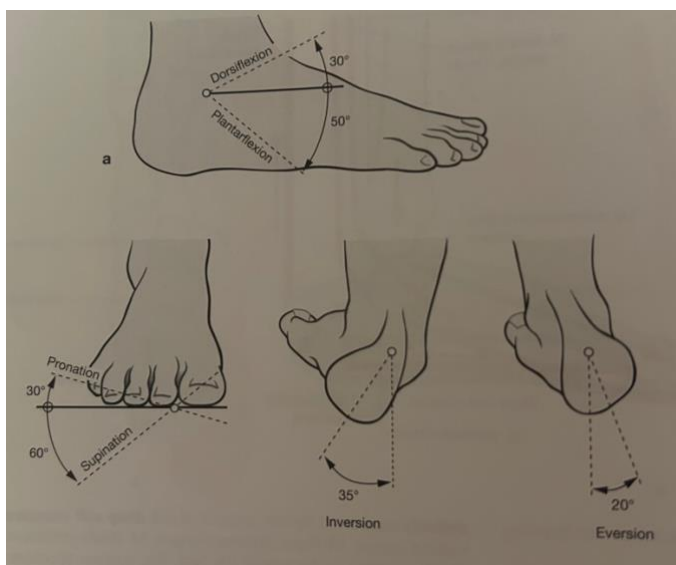 Dorsiflexion
30°
50°
Plantarflexion
a
Pronation
30°
60°
Supination
35°
Inversion
20°
Eversion